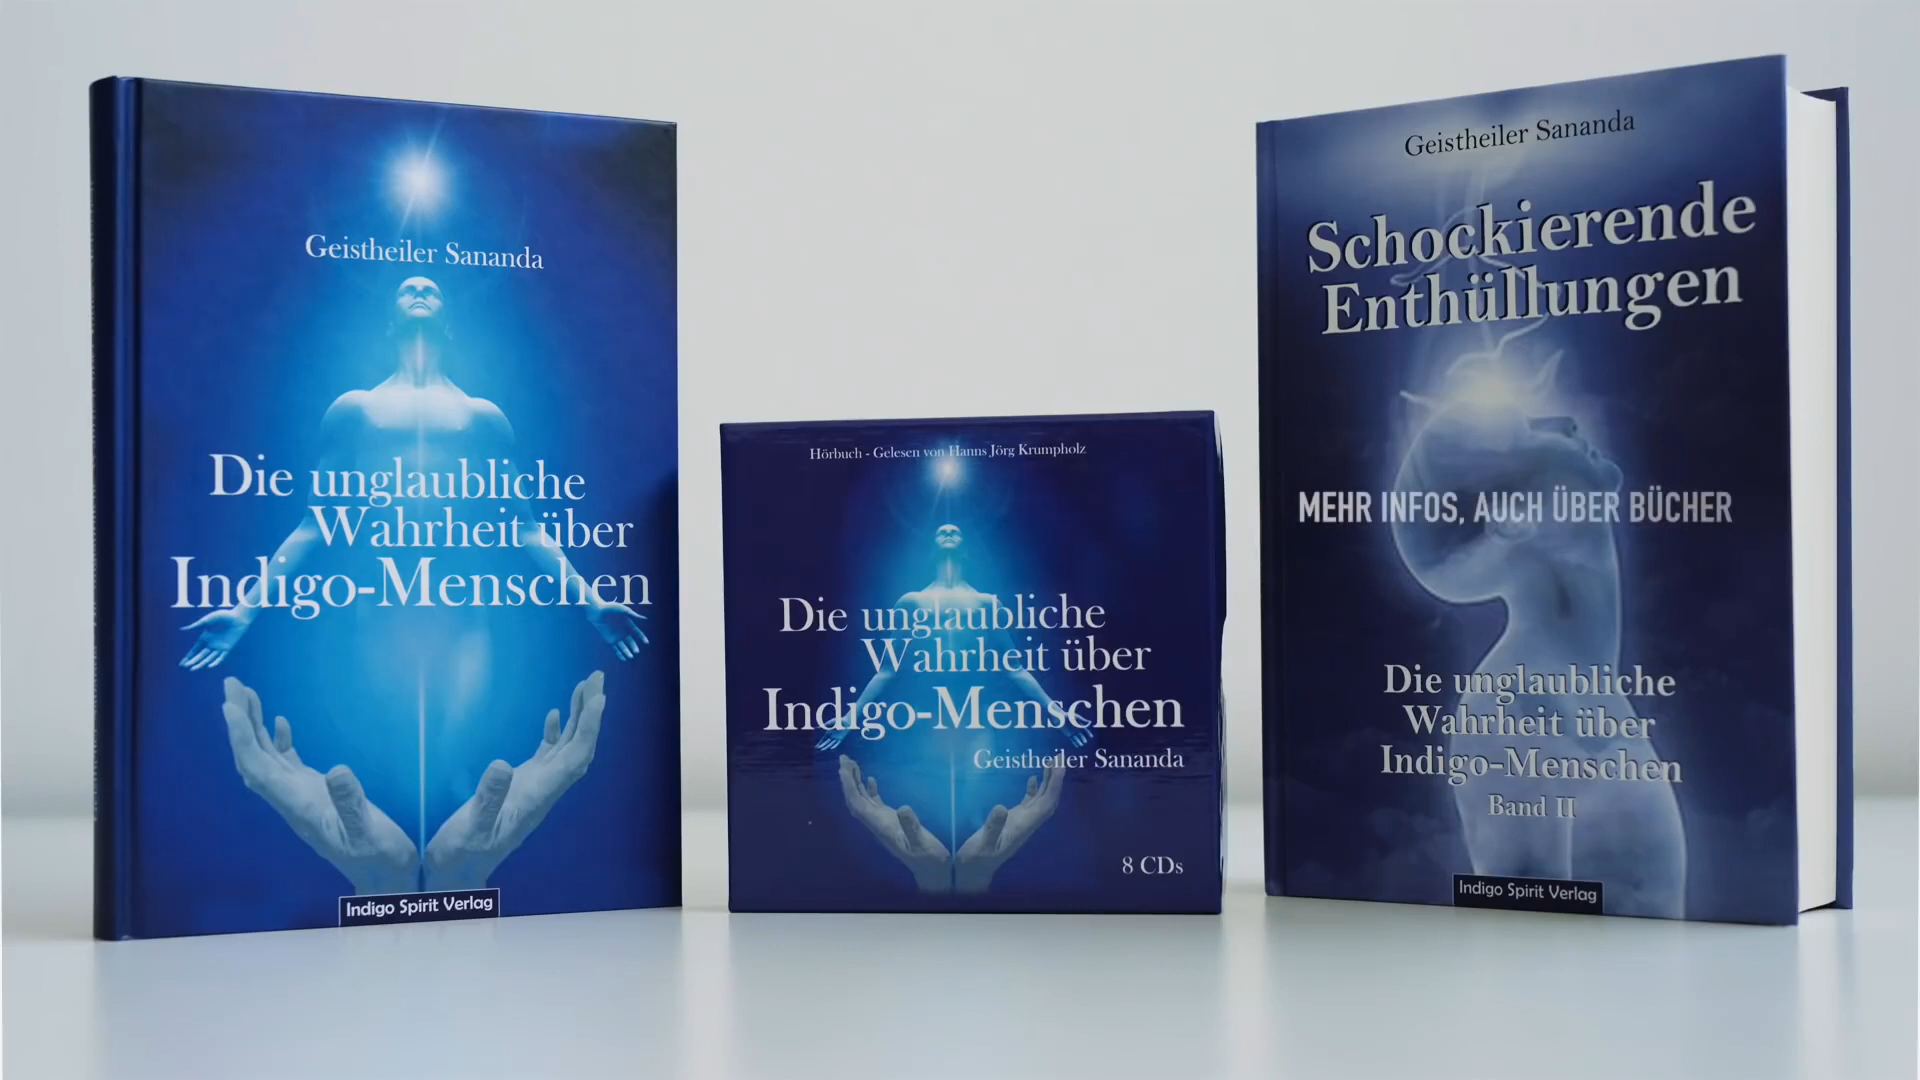 Geistheiler Sananda
Die unglaubliche
Wahrheit über
Indigo-Menschen
Indigo Spirit Verlag
Hörbuch - Gelesen von Hanns Jörg Krumpholz
Die unglaubliche
Wahrheit über
Indigo-Menschen
Geistheiler Sananda
8 CDs
Geistheiler Sananda
Schockierende
Enthüllungen
MEHR INFOS, AUCH ÜBER BÜCHER
Die unglaubliche
Wahrheit über
Indigo-Menschen
Band II
Indigo Spirit Verlag